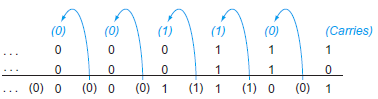 (0) (0) (1) (1) (0) (Carries)
... 0 0 0 1 1 1
... 0 0 0 1 1 0
... (0) 0 (0) 0 (0) 1 (1) 1 (1) 0 (0) 1